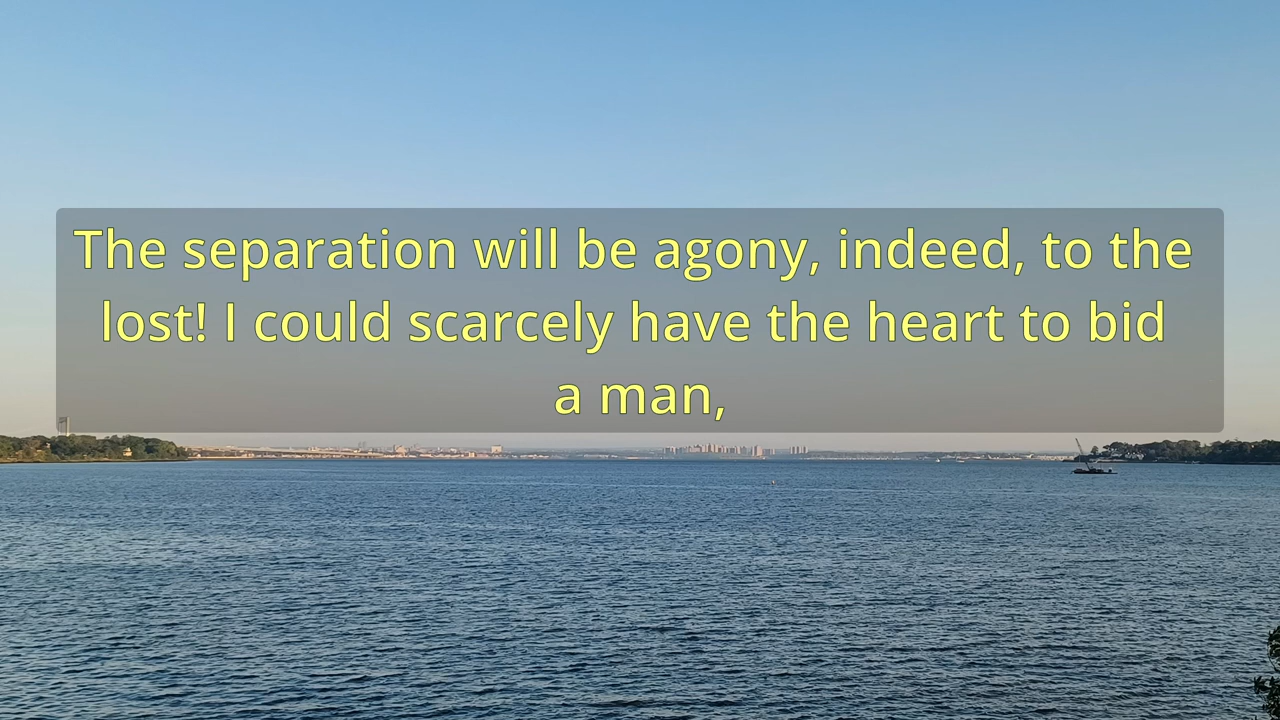 The separation will be agony, indeed, to the
lost! I could scarcely have the heart to bid
a man,